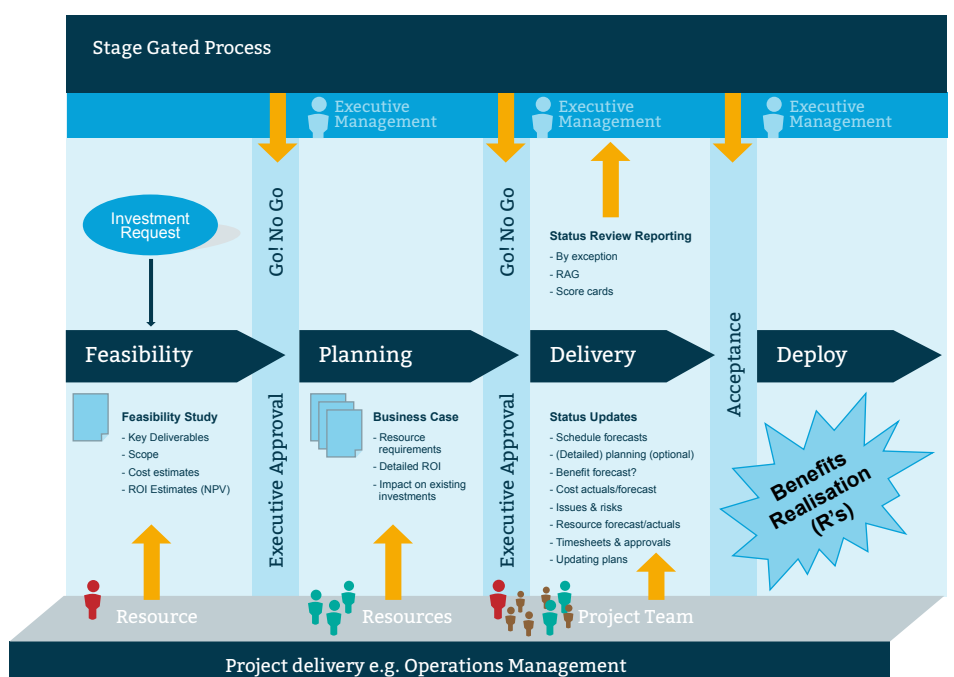 Stage Gated Process
Executive
Management
Executive
Management
Executive
Management
Investment
Request
Go! No Go
Go! No Go
Status Review Reporting
- By exception
- RAG
- Score cards
Feasibility
Planning
Delivery
Acceptance
Deploy
Feasibility Study
- Key Deliverables
- Scope
- Cost estimates
- ROI Estimates (NPV)
Executive Approval
Business Case
- Resource
requirements
- Detailed ROI
- Impact on existing
investments
Executive Approval
Status Updates
- Schedule forecasts
- (Detailed) planning (optional)
- Benefit forecast?
- Cost actuals/forecast
- Issues & risks
- Resource forecast/actuals
- Timesheets & approvals
- Updating plans
Benefits
Realisation
(R's)
Resource
Resources
Project Team
Project delivery e.g. Operations Management